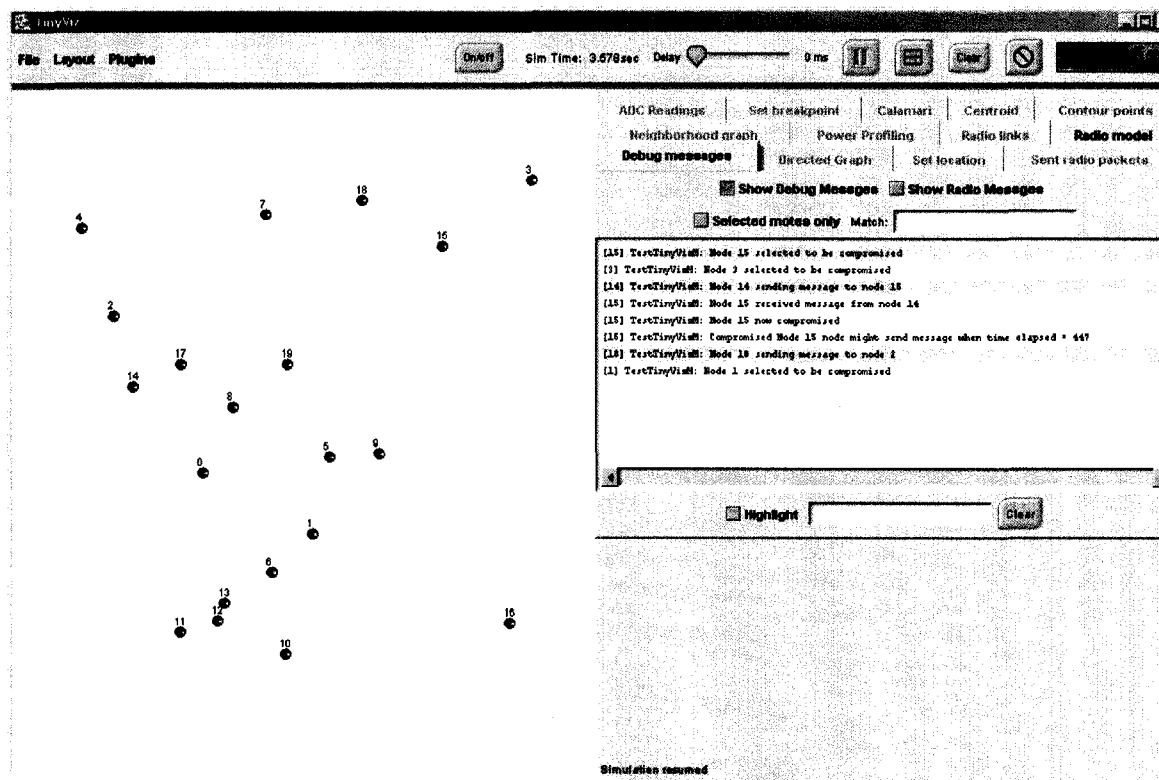 TinyViz
File Layout Plugins On/off Sim Time: 3.578sec Delay 0 ms Clear
ADC Readings Set breakpoint Calamari Centroid Contour points
Neighborhood graph Power Profiling Radio links Radio model
Debug messages Directed Graph Set location Sent radio packets
Show Debug Messages Show Radio Messages
Selected motes only Match:
[15] TestTinyVizM: Node 15 selected to be compromised
[3] TestTinyVizM: Node 3 selected to be compromised
[14] TestTinyVizM: Node 14 sending message to node 15
[15] TestTinyVizM: Node 15 received message from node 14
[15] TestTinyVizM: Node 15 now compromised
[15] TestTinyVizM: Compromised Node 15 node might send message when time elapsed = 447
[18] TestTinyVizM: Node 18 sending message to node
[1] TestTinyVizM: Node 1 selected to be compromised
Highlight Clear
Simulation resumed
3
18
7
4
15
2
17
19
14
8
9
5
0
1
6
13
12
11
16
10